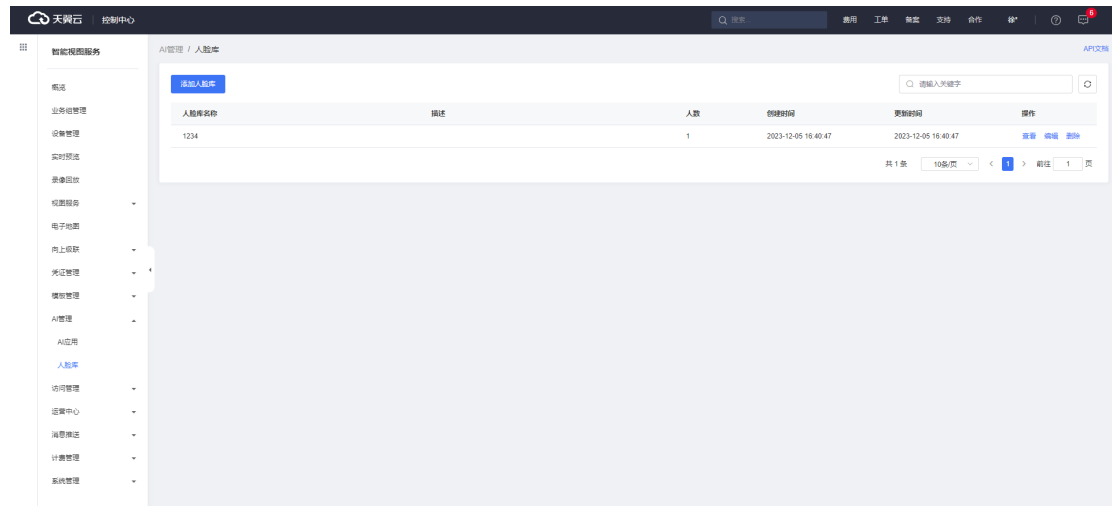 天翼云 控制中心 搜索... 费用 工单 备案 支持 合作 徐* 6
智能视图服务 AI管理 / 人脸库 API文档
概览
添加人脸库 请输入关键字
业务组管理
人脸库名称 描述 人数 创建时间 更新时间 操作
设备管理
1234 1 2023-12-05 16:40:47 2023-12-05 16:40:47 查看 编辑 删除
实时预览
共 1 条 10条/页 1 前往 1 页
录像回放
视图服务
电子地图
向上级联
凭证管理
模板管理
AI管理
AI应用
人脸库
访问管理
运营中心
消息推送
计费管理
系统管理